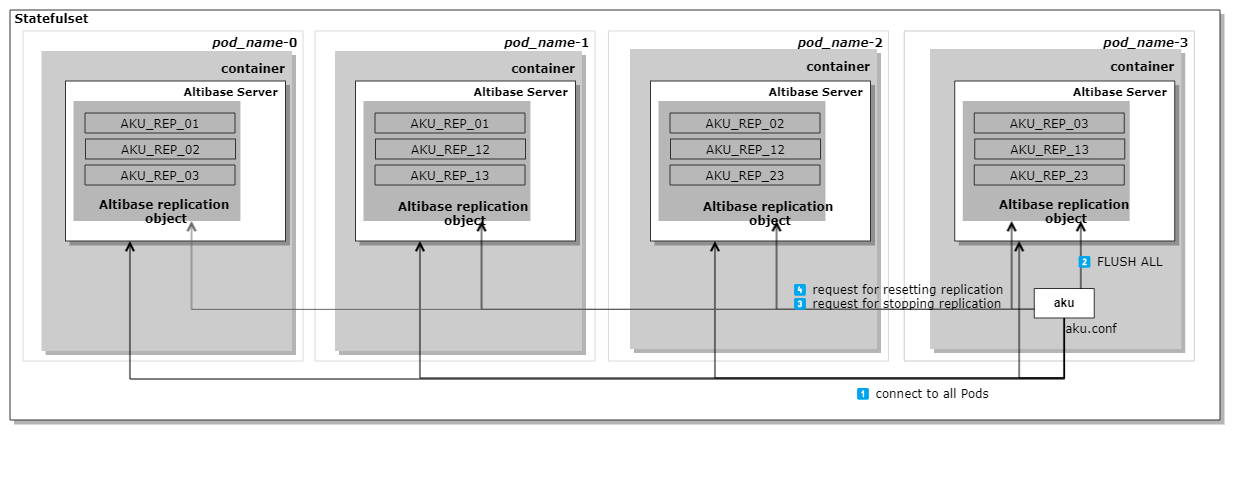 Statefulset
pod_name-0
container
Altibase Server
AKU_REP_01
AKU_REP_02
AKU_REP_03
Altibase replication
object
pod_name-1
container
Altibase Server
AKU_REP_01
AKU_REP_12
AKU_REP_13
Altibase replication
object
pod_name-2
container
Altibase Server
AKU_REP_02
AKU_REP_12
AKU_REP_23
Altibase replication
object
pod_name-3
container
Altibase Server
AKU_REP_03
AKU_REP_13
AKU_REP_23
Altibase replication
object
2 FLUSH ALL
4 request for resetting replication
3 request for stopping replication
aku
aku.conf
1 connect to all Pods